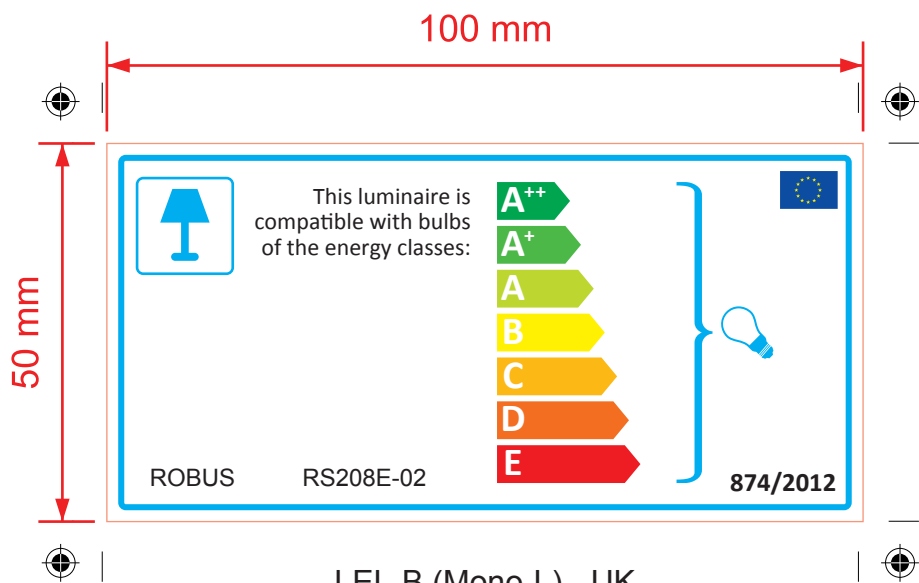 100 mm
50 mm
This luminaire is
compatible with bulbs
of the energy classes:
A++
A+
A
B
C
D
E
ROBUS RS208E-02
874/2012